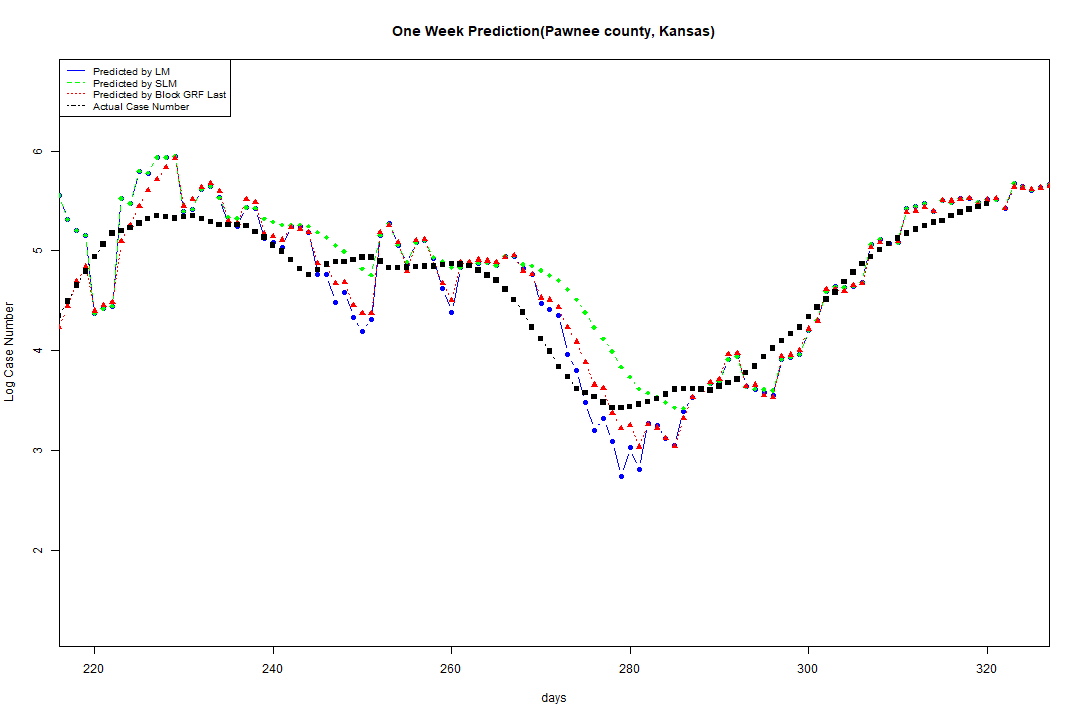 One Week Prediction(Pawnee county, Kansas)
Predicted by LM
Predicted by SLM
Predicted by Block GRF Last
Actual Case Number
6
5
4
3
2
Log Case Number
220 240 260 280 300 320
days